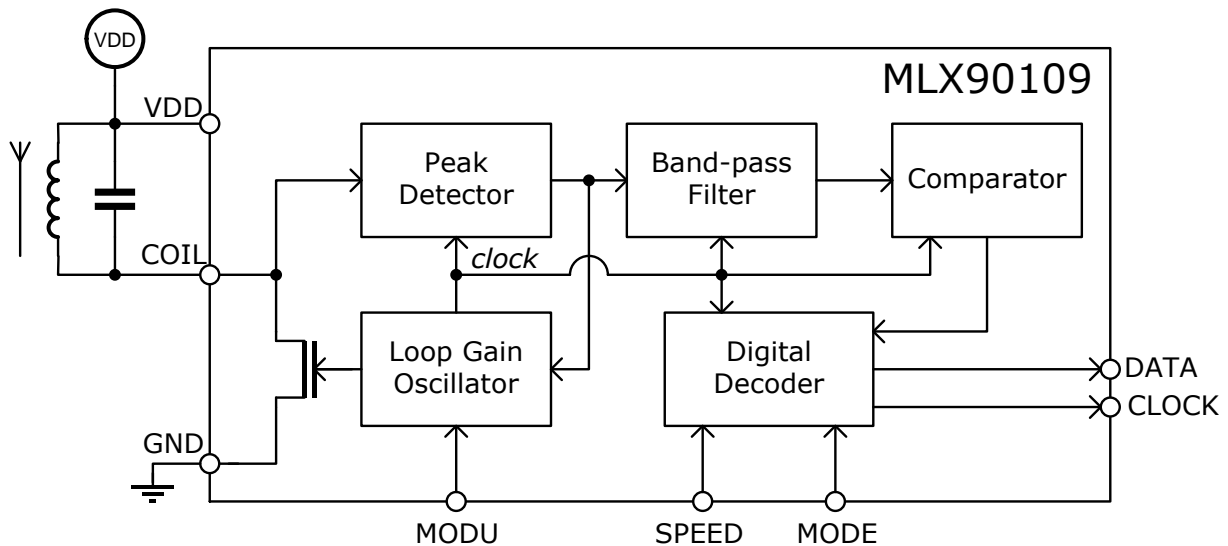 VDD
MLX90109
VDD
Peak
Detector
Band-pass
Filter
Comparator
COIL
clock
Loop Gain
Oscillator
Digital
Decoder
DATA
CLOCK
GND
MODU
SPEED
MODE